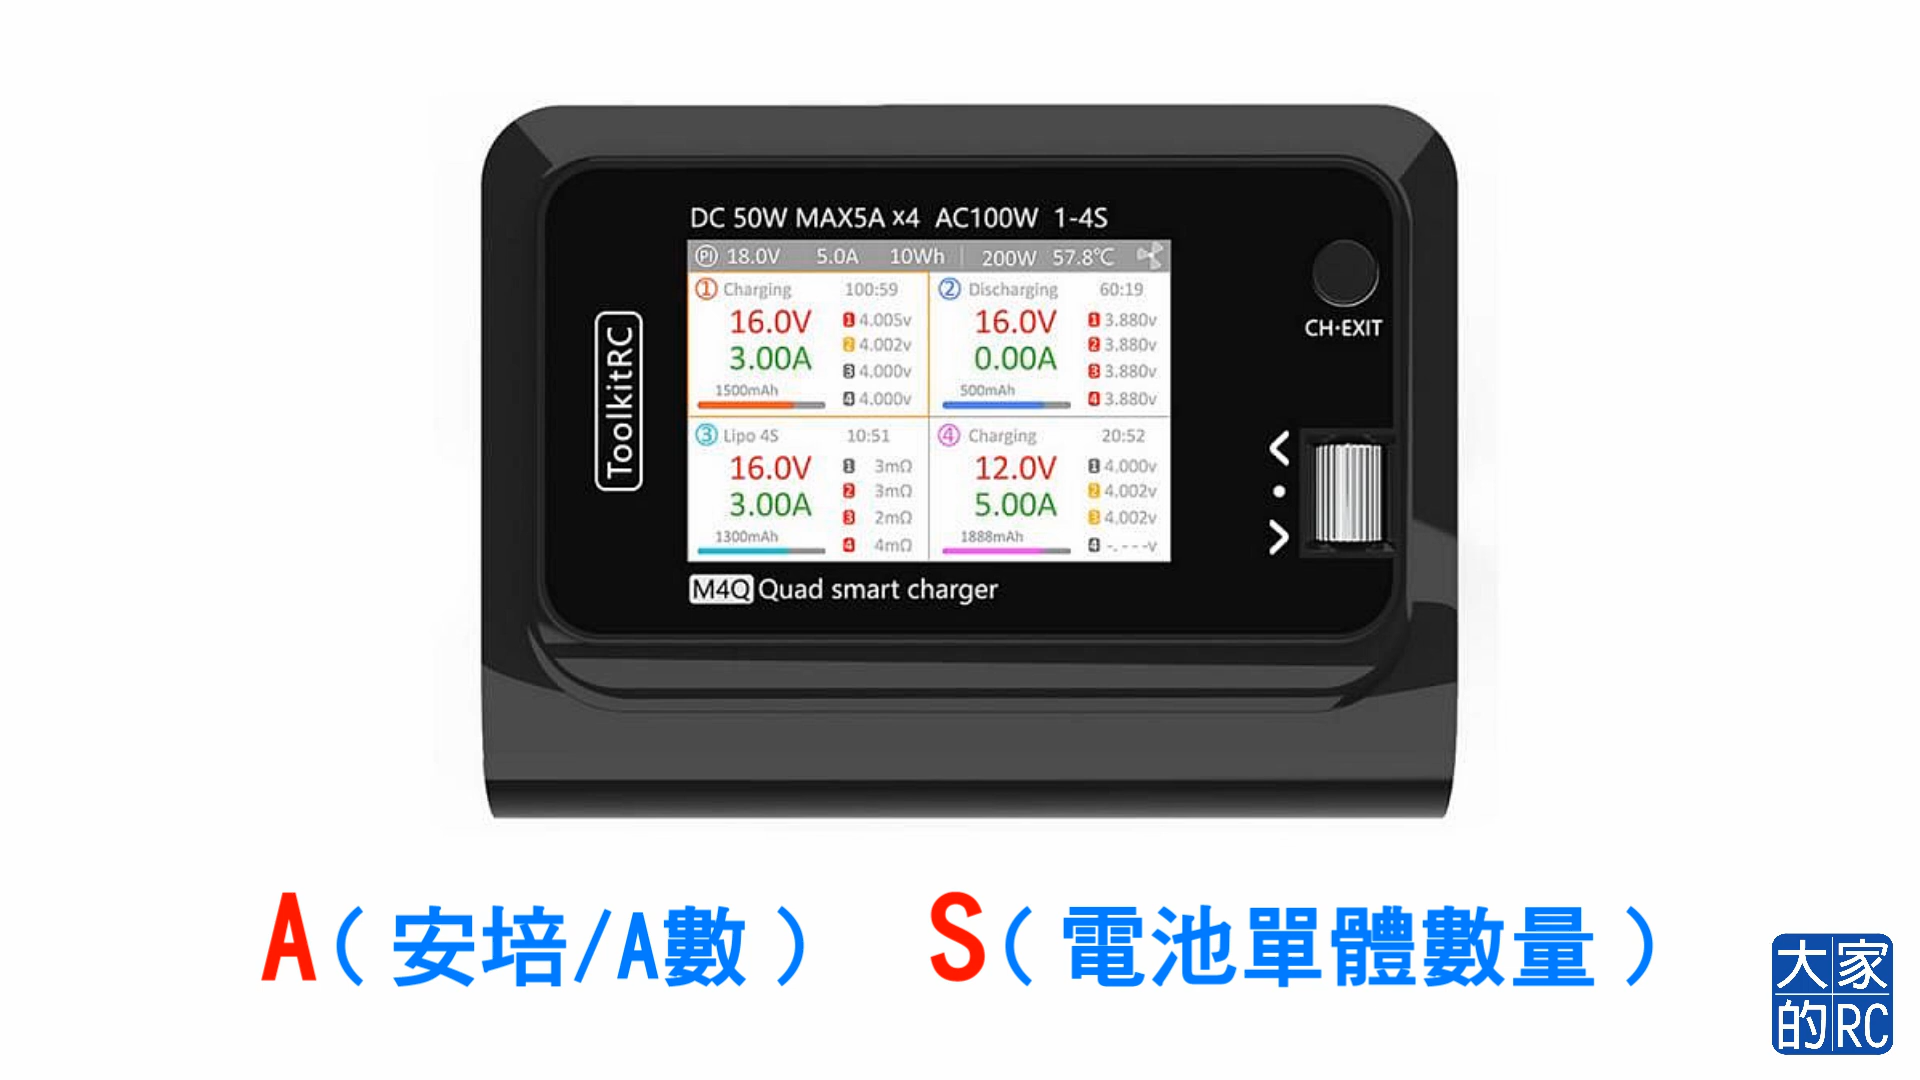 DC 50W MAX5A x4 AC100W 1-4S
PI 18.0V 5.0A 10Wh 200W 57.8℃
1 Charging 100:59
16.0V
3.00A
1500mAh
1 4.005v
2 4.002v
3 4.000v
4 4.000v
2 Discharging 60:19
16.0V
0.00A
500mAh
1 3.880v
2 3.880v
3 3.880v
4 3.880v
3 Lipo 4S 10:51
16.0V
3.00A
1300mAh
1 3mΩ
2 3mΩ
3 2mΩ
4 4mΩ
4 Charging 20:52
12.0V
5.00A
1888mAh
1 4.000v
2 4.002v
3 4.002v
4 -.---v
ToolkitRC
CH·EXIT
M4Q Quad smart charger
A(安培/A數) S(電池單體數量)
大家
的RC